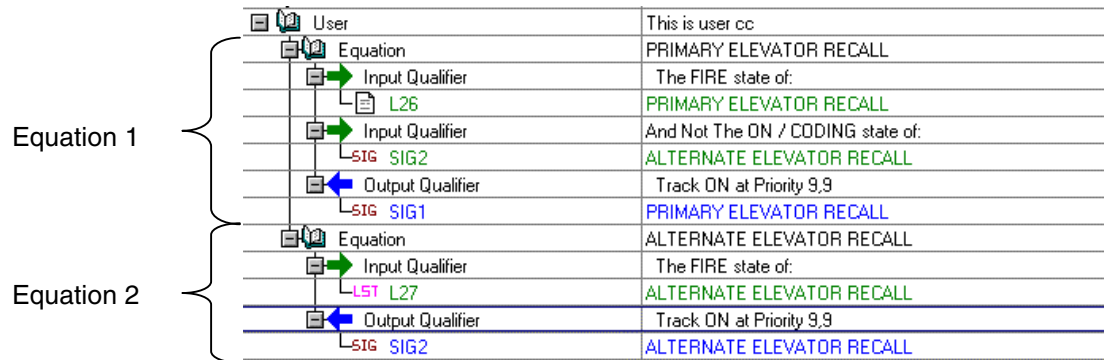 User This is user cc
Equation PRIMARY ELEVATOR RECALL
Input Qualifier The FIRE state of:
L26 PRIMARY ELEVATOR RECALL
Equation 1
Input Qualifier And Not The ON / CODING state of:
SIG SIG2 ALTERNATE ELEVATOR RECALL
Output Qualifier Track ON at Priority 9,9
SIG SIG1 PRIMARY ELEVATOR RECALL
Equation ALTERNATE ELEVATOR RECALL
Input Qualifier The FIRE state of:
Equation 2
LST L27 ALTERNATE ELEVATOR RECALL
Output Qualifier Track ON at Priority 9,9
SIG SIG2 ALTERNATE ELEVATOR RECALL